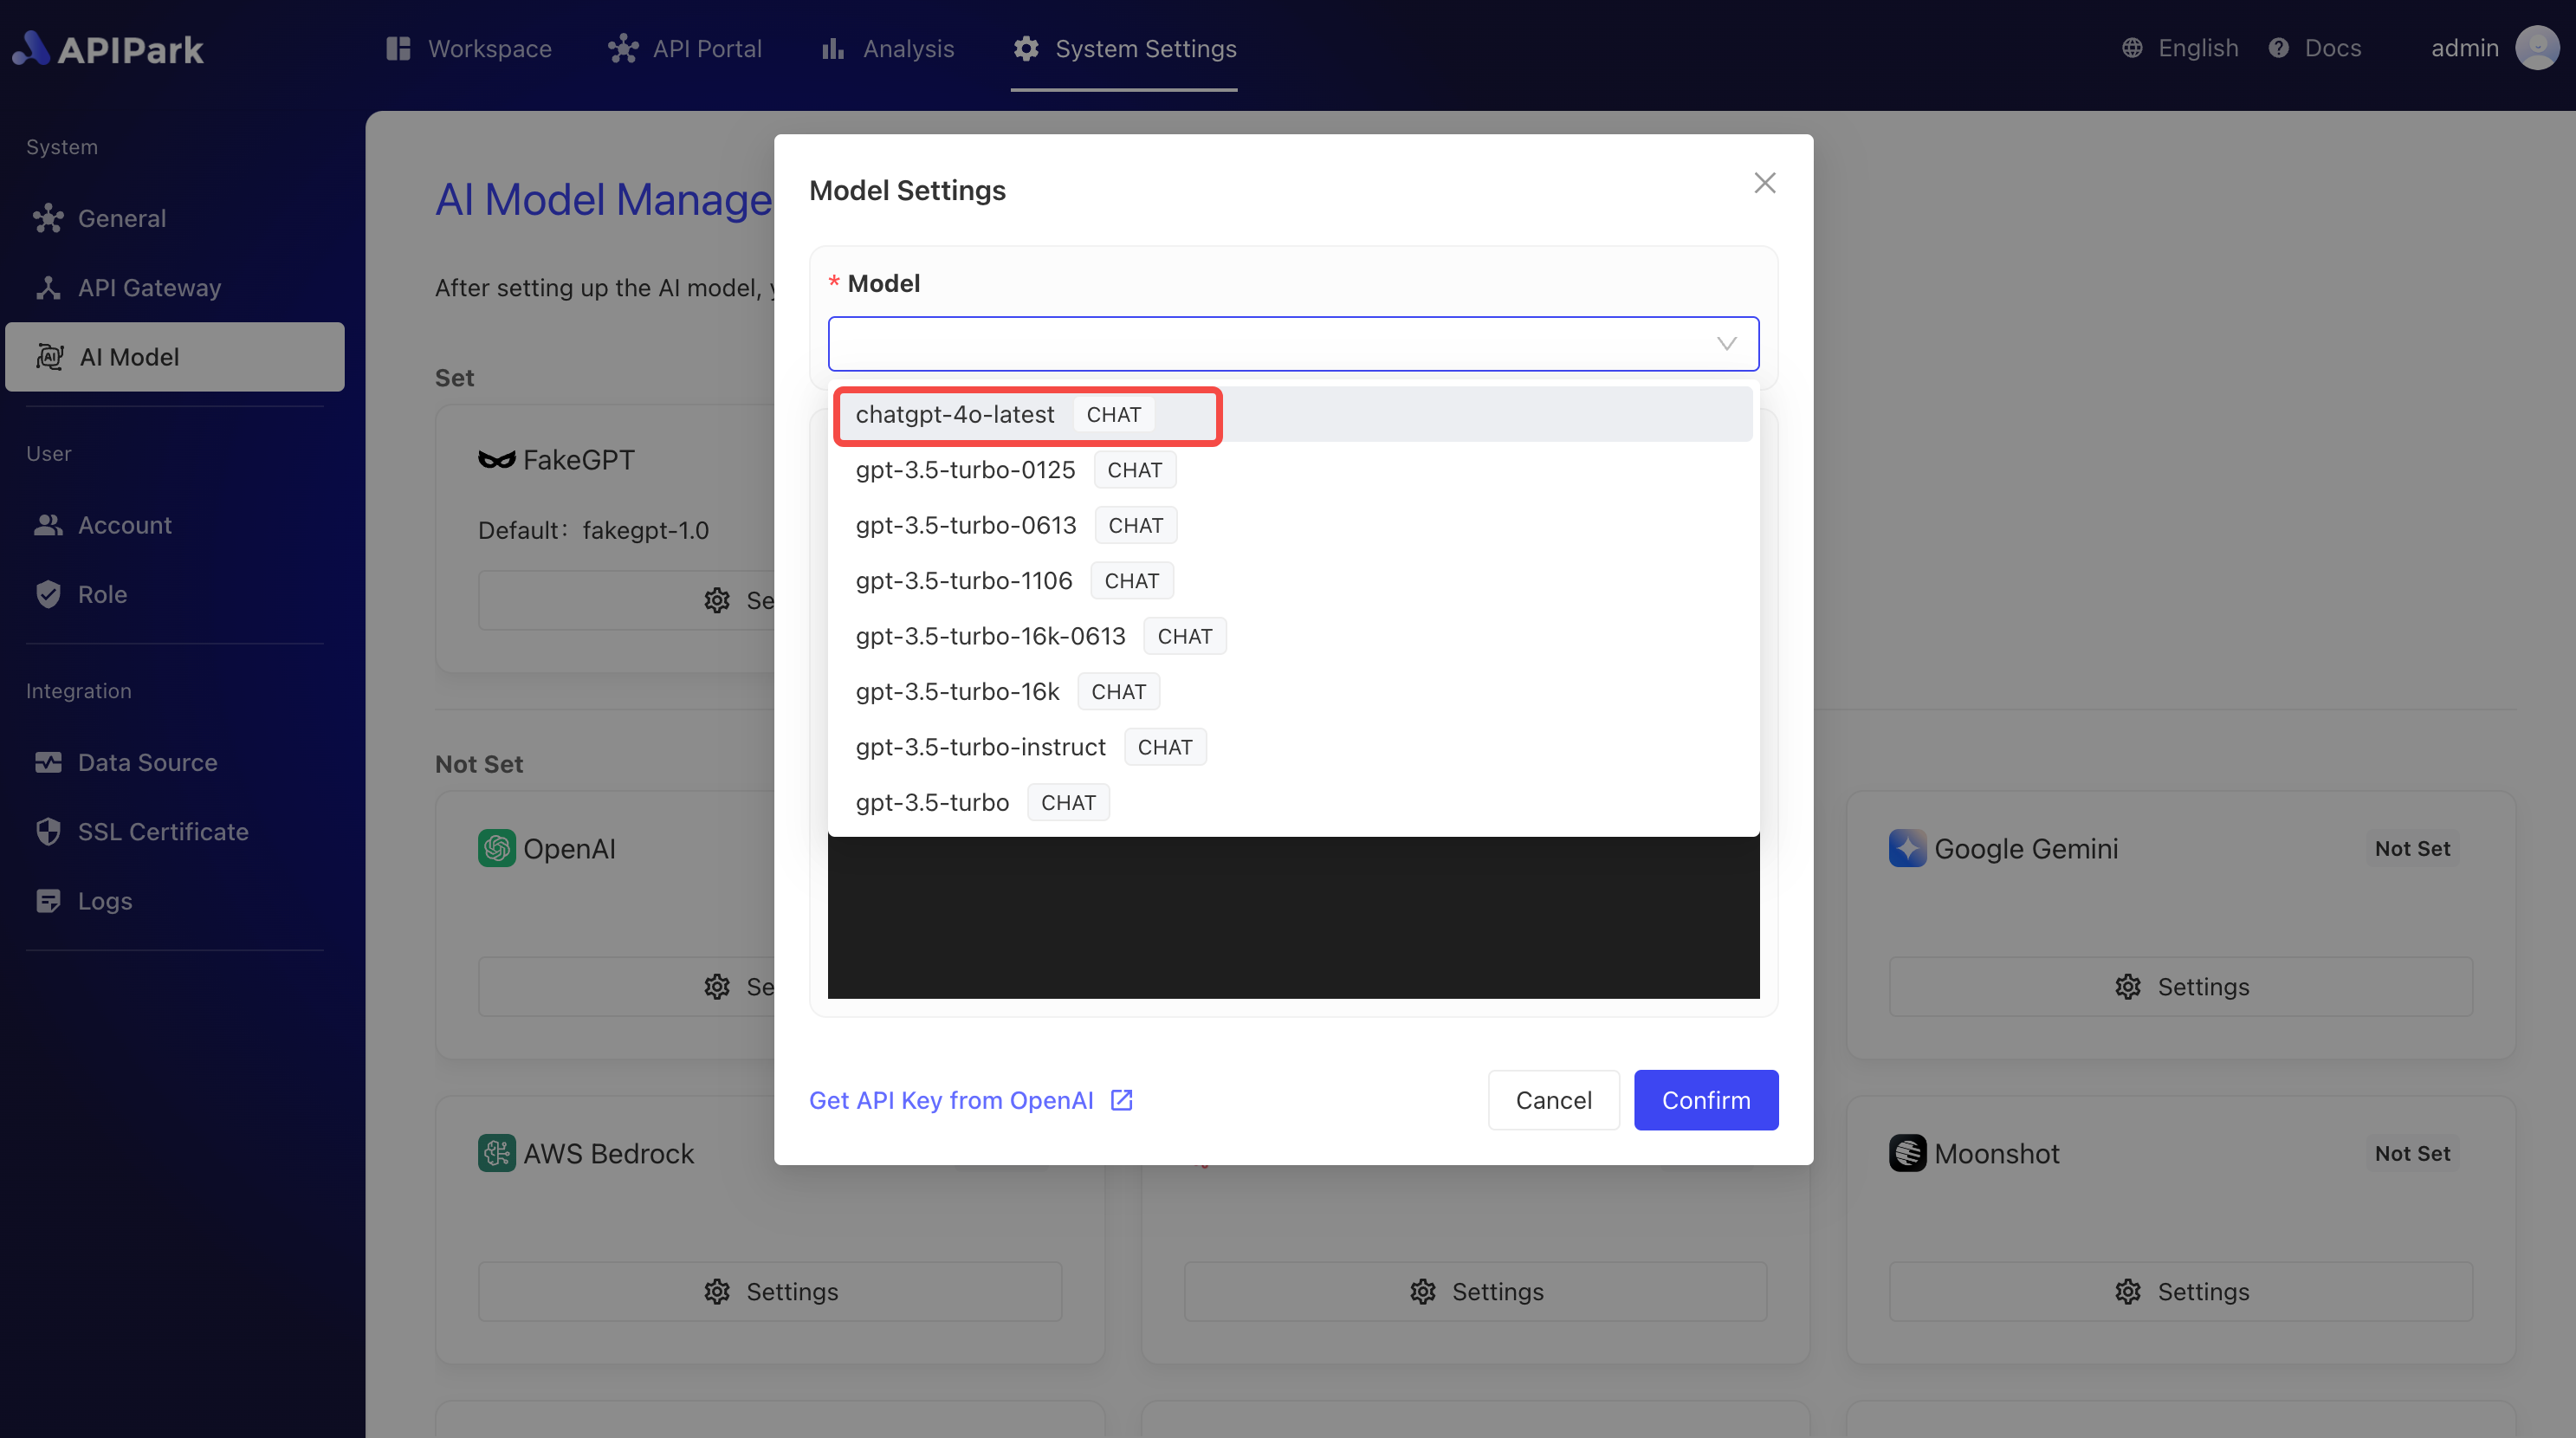 APIPark
Workspace
API Portal
Analysis
System Settings
English
Docs
admin
System
General
API Gateway
AI Model
User
Account
Role
Integration
Data Source
SSL Certificate
Logs
AI Model Manage
After setting up the AI model,
Set
FakeGPT
Default: fakegpt-1.0
Se
Not Set
OpenAI
Se
Google Gemini
Not Set
Settings
AWS Bedrock
Settings
Settings
Moonshot
Not Set
Settings
Model Settings
* Model
chatgpt-4o-latest CHAT
gpt-3.5-turbo-0125 CHAT
gpt-3.5-turbo-0613 CHAT
gpt-3.5-turbo-1106 CHAT
gpt-3.5-turbo-16k-0613 CHAT
gpt-3.5-turbo-16k CHAT
gpt-3.5-turbo-instruct CHAT
gpt-3.5-turbo CHAT
Get API Key from OpenAI
Cancel
Confirm